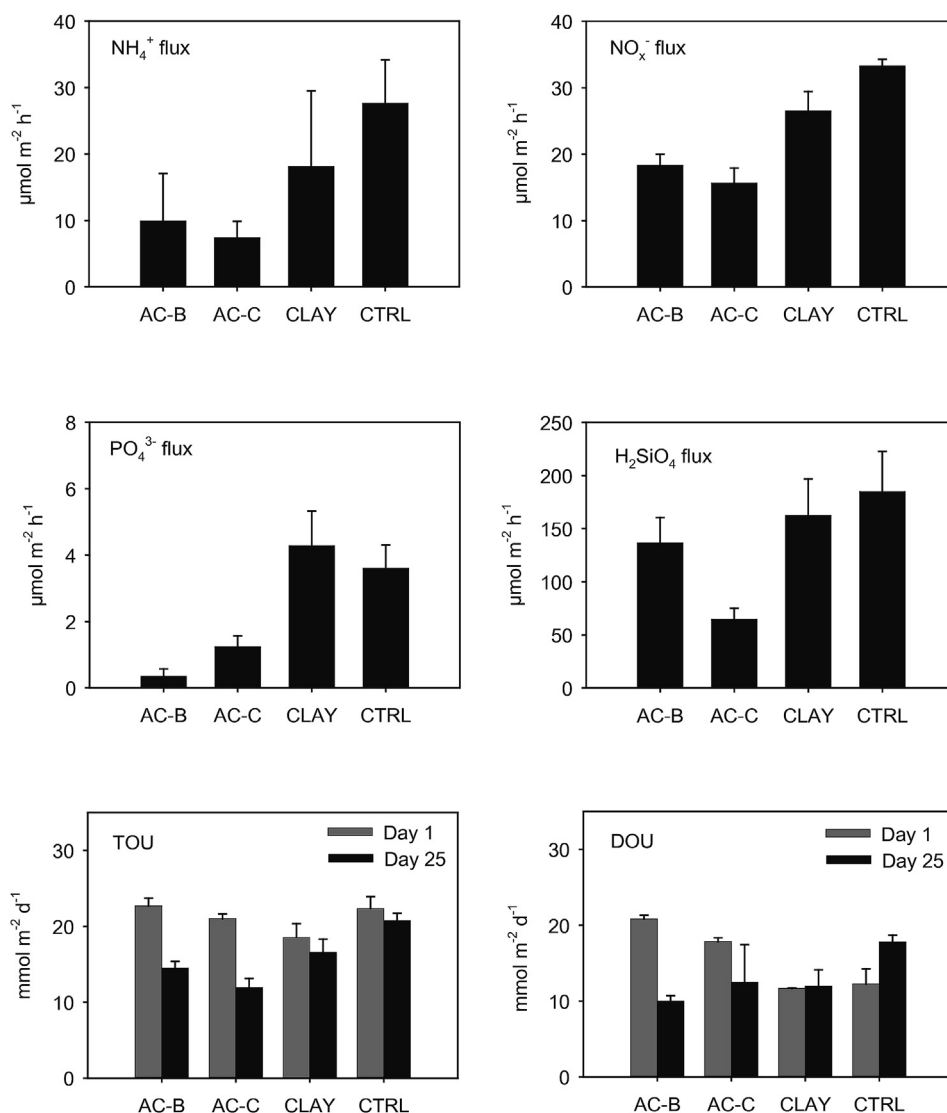 NH₄⁺ flux
µmol m⁻² h⁻¹
40
30
20
10
0
AC-B AC-C CLAY CTRL
NOₓ⁻ flux
µmol m⁻² h⁻¹
40
30
20
10
0
AC-B AC-C CLAY CTRL
PO₄³⁻ flux
µmol m⁻² h⁻¹
8
6
4
2
0
AC-B AC-C CLAY CTRL
H₂SiO₄ flux
µmol m⁻² h⁻¹
250
200
150
100
50
0
AC-B AC-C CLAY CTRL
TOU
Day 1
Day 25
mmol m⁻² d⁻¹
30
20
10
0
AC-B AC-C CLAY CTRL
DOU
Day 1
Day 25
mmol m⁻² d⁻¹
30
20
10
0
AC-B AC-C CLAY CTRL